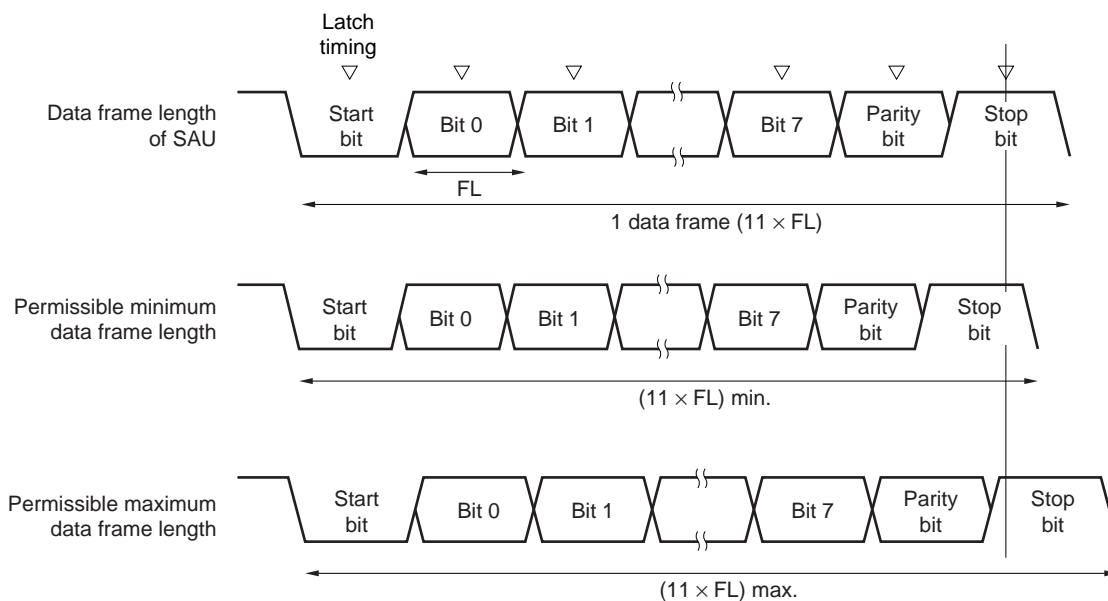 Latch
timing
Data frame length
of SAU
Start
bit
Bit 0
Bit 1
Bit 7
Parity
bit
Stop
bit
FL
1 data frame (11 × FL)
Permissible minimum
data frame length
Start
bit
Bit 0
Bit 1
Bit 7
Parity
bit
Stop
bit
(11 × FL) min.
Permissible maximum
data frame length
Start
bit
Bit 0
Bit 1
Bit 7
Parity
bit
Stop
bit
(11 × FL) max.